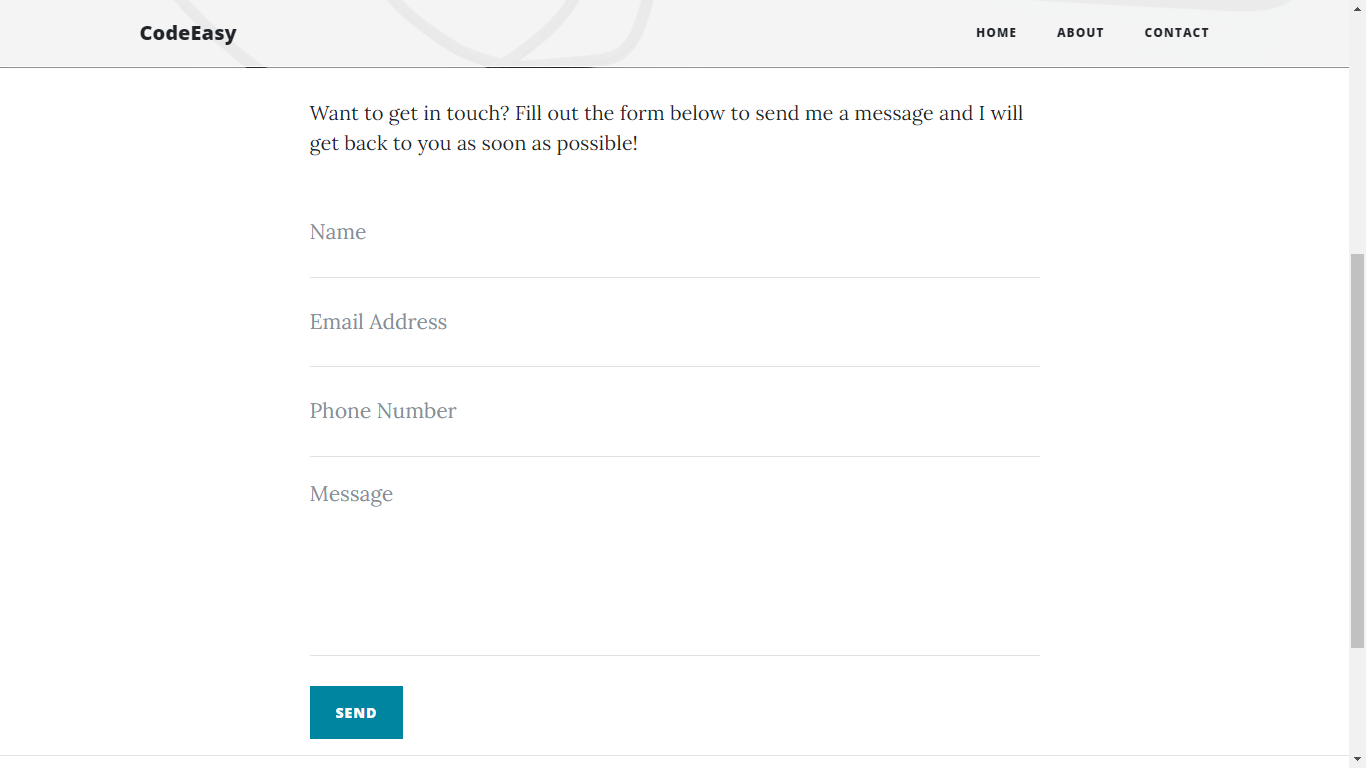 CodeEasy
HOME ABOUT CONTACT
Want to get in touch? Fill out the form below to send me a message and I will
get back to you as soon as possible!
Name
Email Address
Phone Number
Message
SEND